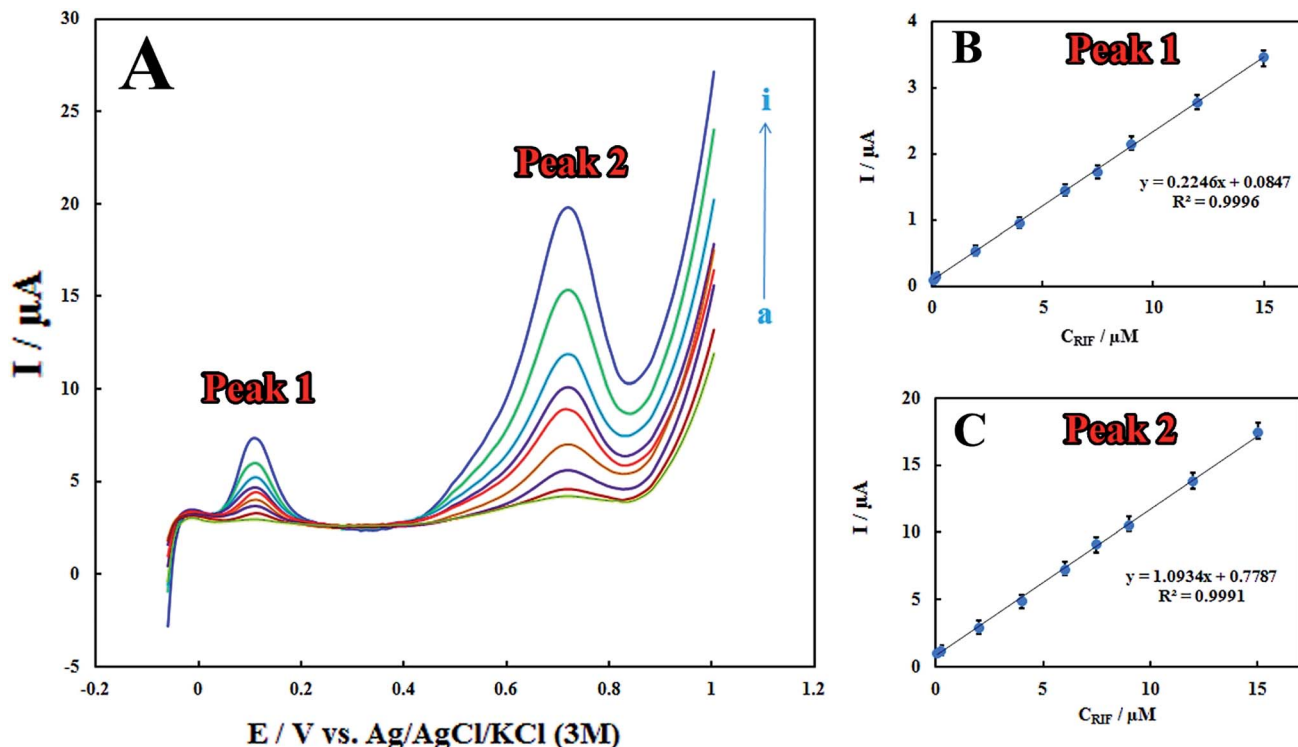 A
30
25
20
15
10
5
0
-5
I / µA
Peak 1
Peak 2
i
a
-0.2
0
0.2
0.4
0.6
0.8
1
1.2
E / V vs. Ag/AgCl/KCl (3M)
B
Peak 1
4
3
2
1
0
I / µA
y = 0.2246x + 0.0847
R² = 0.9996
0
5
10
15
C_RIF / µM
C
Peak 2
20
15
10
5
0
I / µA
y = 1.0934x + 0.7787
R² = 0.9991
0
5
10
15
C_RIF / µM